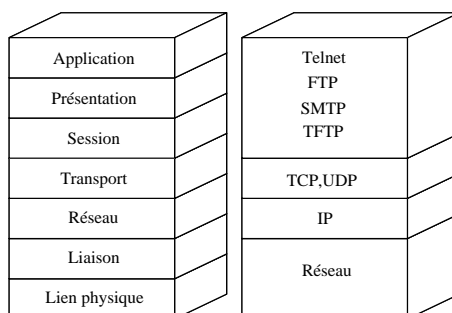 Application
Présentation
Session
Transport
Réseau
Liaison
Lien physique
Telnet
FTP
SMTP
TFTP
TCP,UDP
IP
Réseau